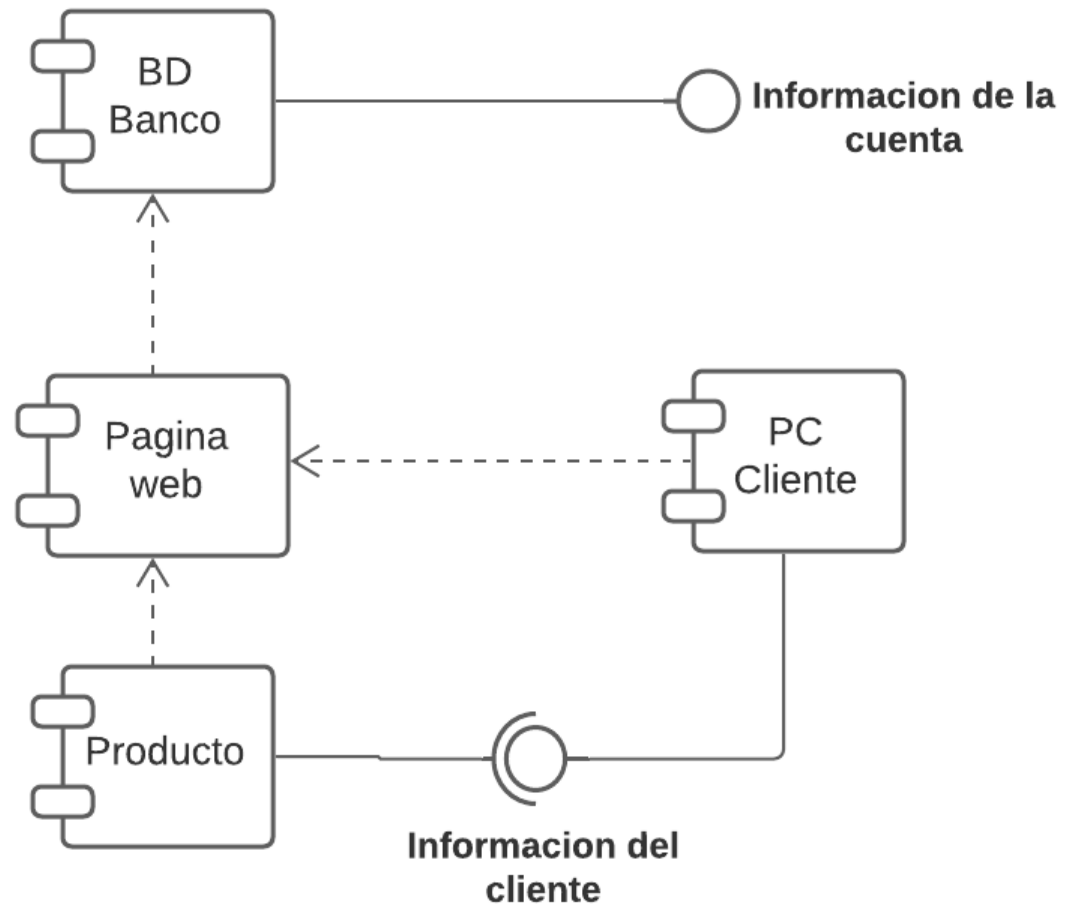 BD
Banco
Informacion de la
cuenta
Pagina
web
PC
Cliente
Producto
Informacion del
cliente